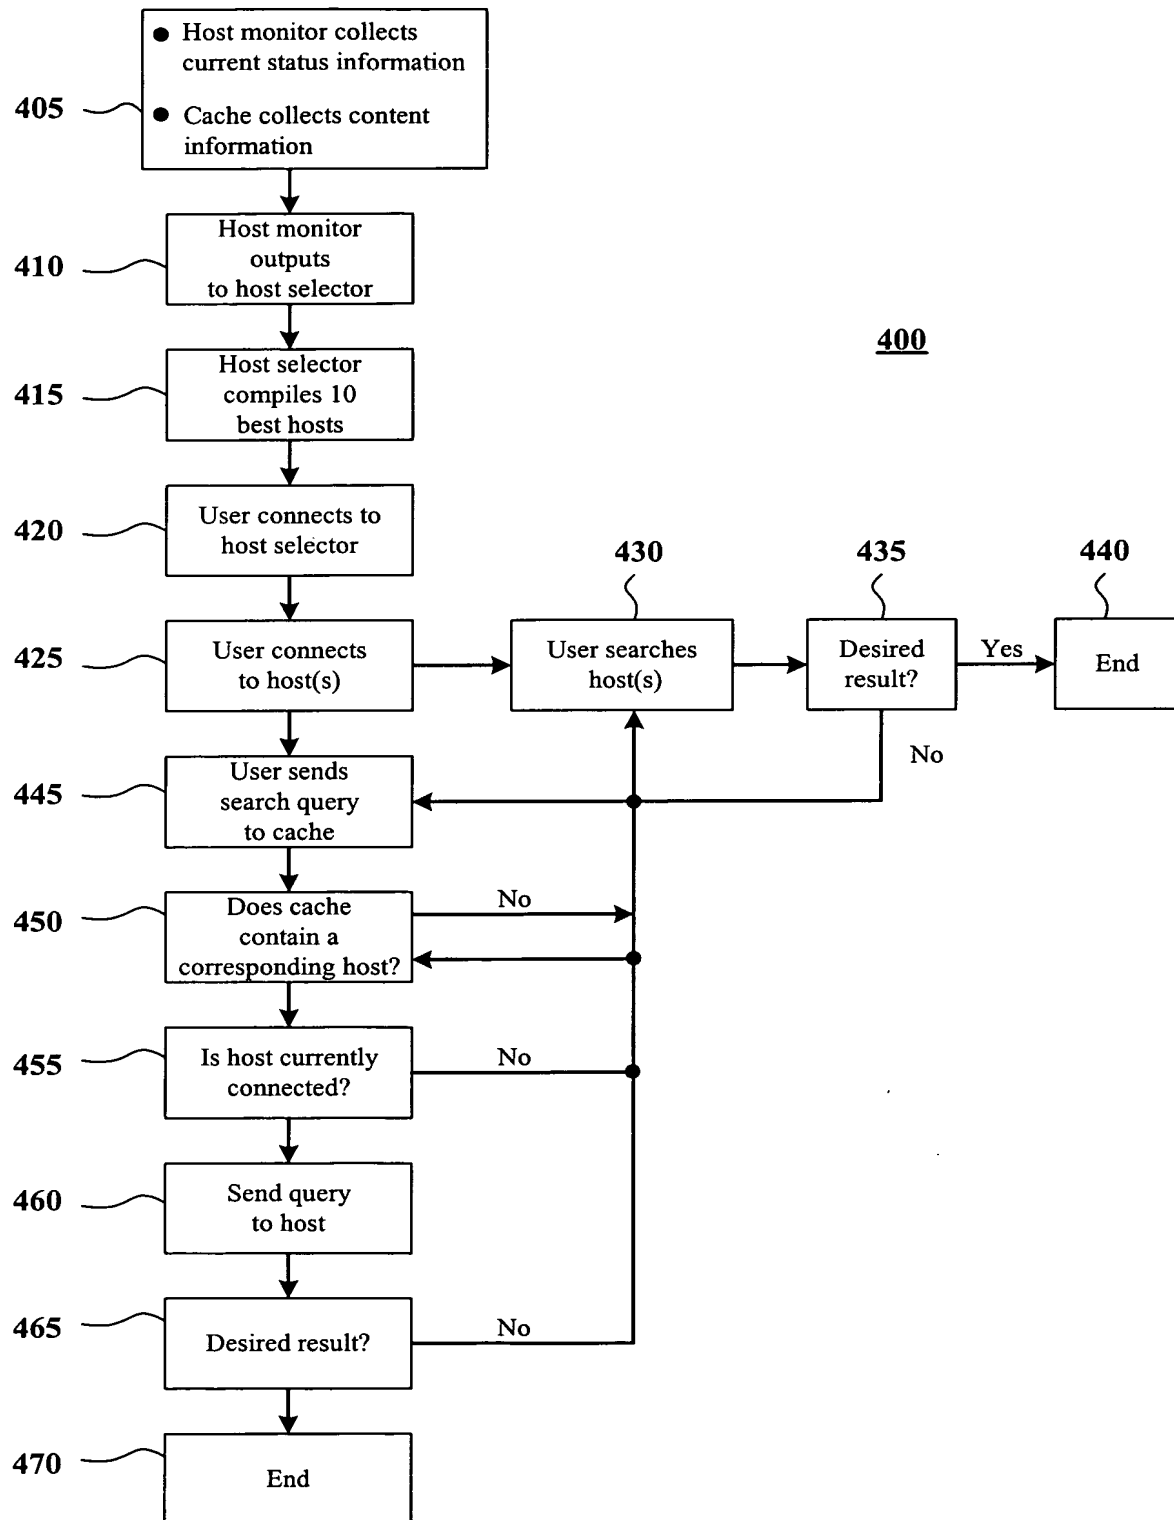 ● Host monitor collects
current status information
● Cache collects content
information
405
Host monitor
outputs
to host selector
410
400
Host selector
compiles 10
best hosts
415
User connects to
host selector
420
430
435
440
User connects
to host(s)
425
User searches
host(s)
Desired
result?
Yes
End
No
User sends
search query
to cache
445
Does cache
contain a
corresponding host?
450
No
Is host currently
connected?
455
No
Send query
to host
460
Desired result?
465
No
End
470